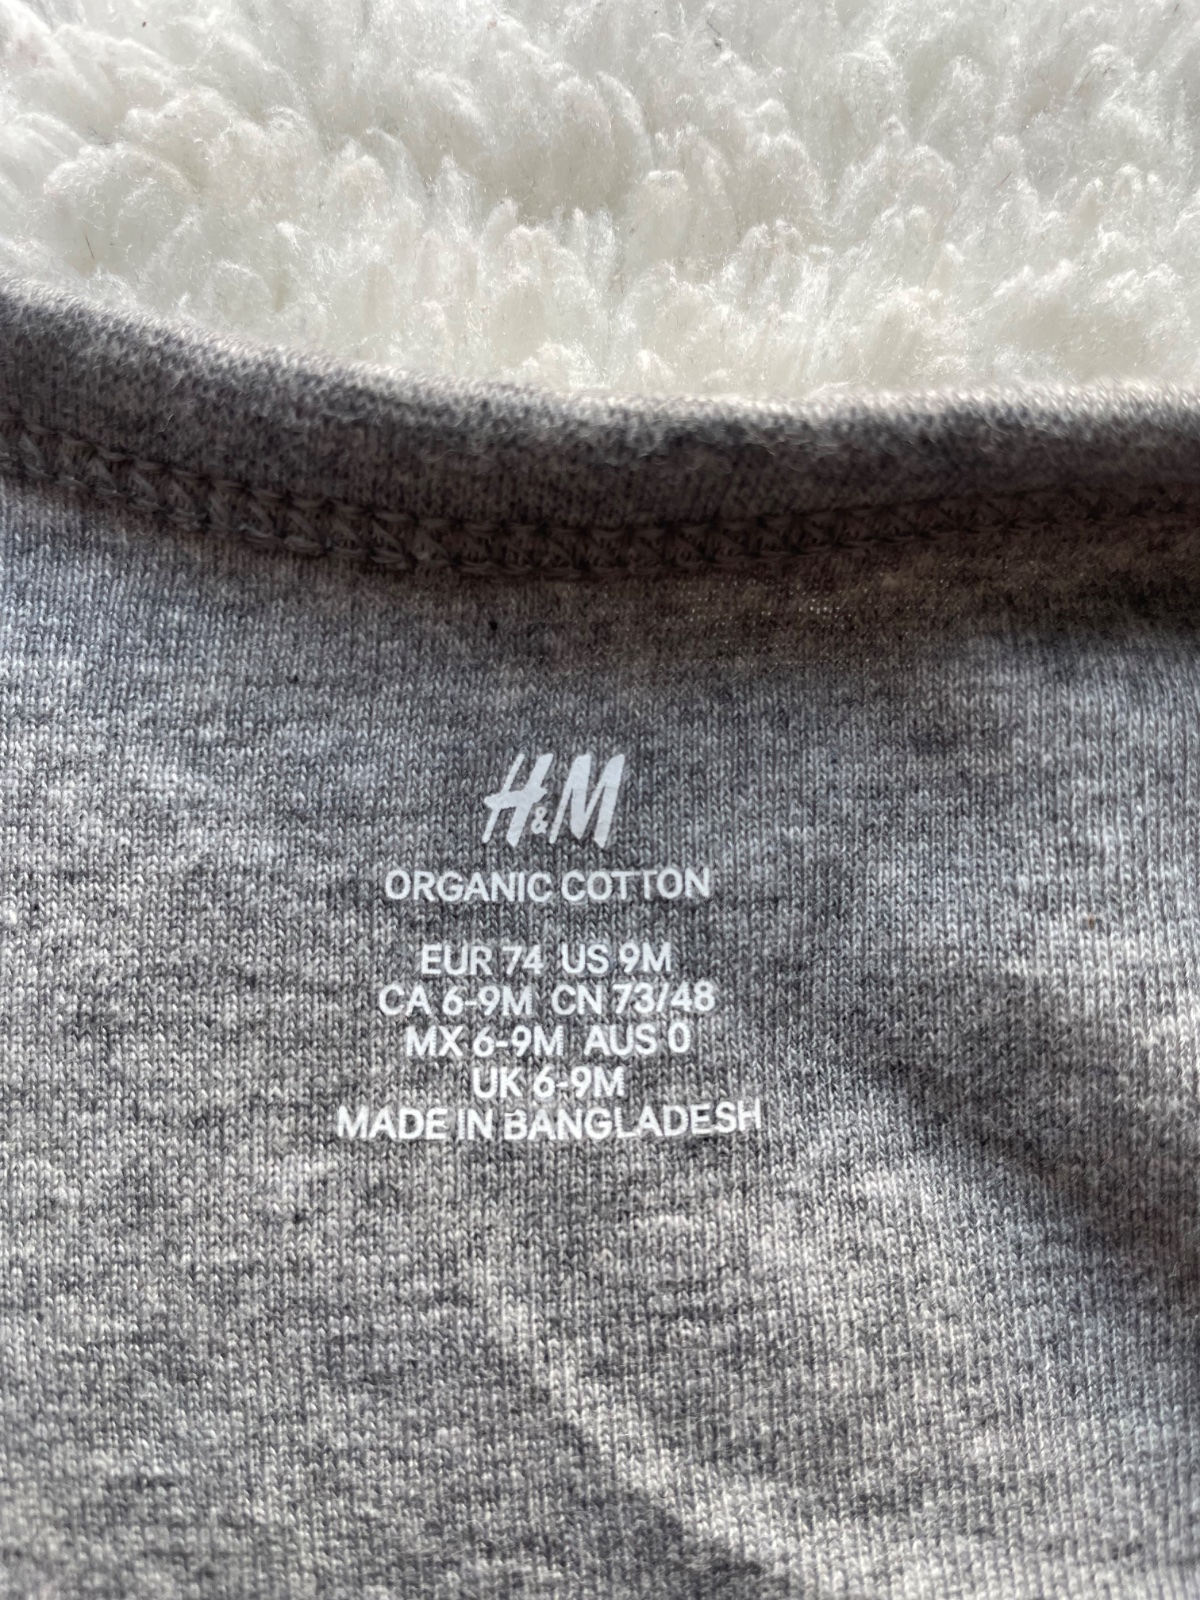 H&M
ORGANIC COTTON
EUR 74 US 9M
CA 6-9M CN 73/48
MX 6-9M AUS 0
UK 6-9M
MADE IN BANGLADESH